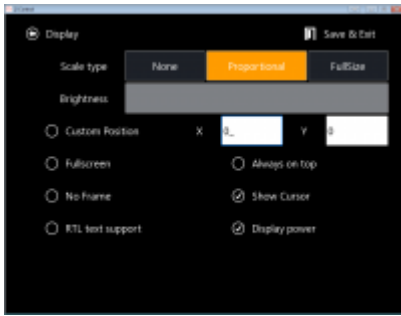 Display Save & Exit
Scale type None Proportional FullSize
Brightness
Custom Position X 0_ Y 0
Fullscreen Always on top
No Frame Show Cursor
RTL text support Display power